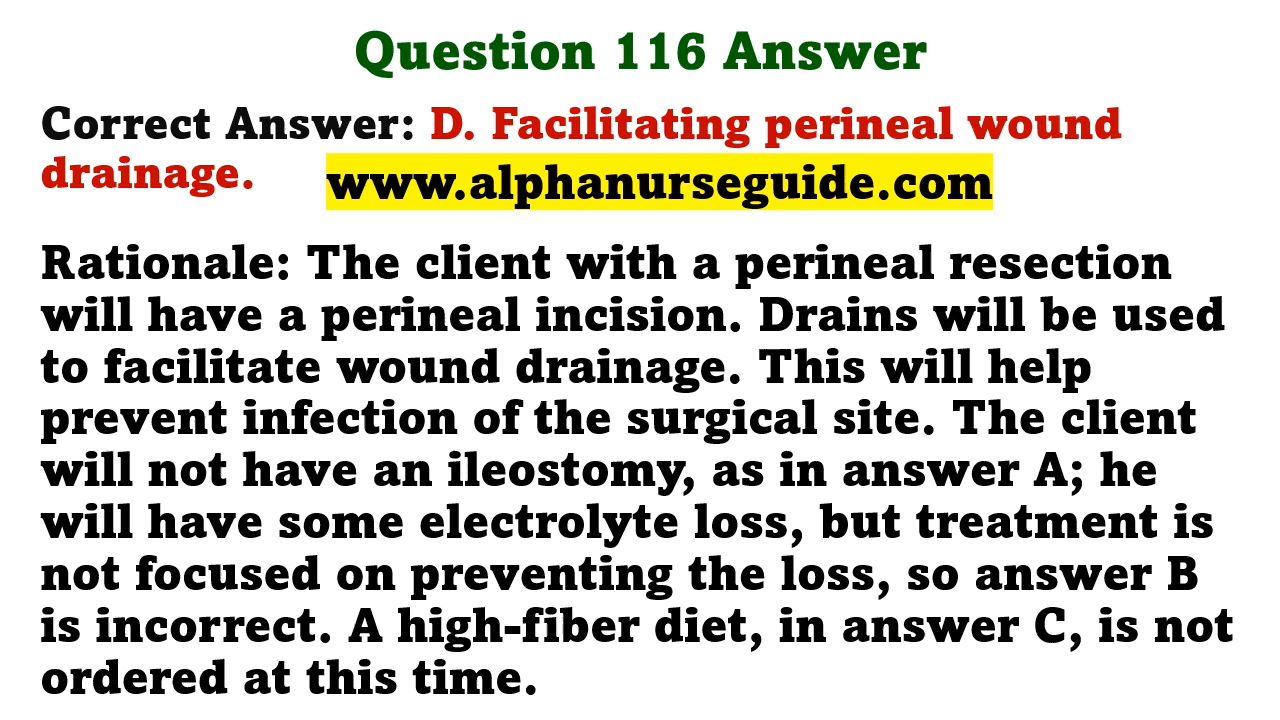 Question 116 Answer
Correct Answer: D. Facilitating perineal wound
drainage.
www.alphanurseguide.com
Rationale: The client with a perineal resection
will have a perineal incision. Drains will be used
to facilitate wound drainage. This will help
prevent infection of the surgical site. The client
will not have an ileostomy, as in answer A; he
will have some electrolyte loss, but treatment is
not focused on preventing the loss, so answer B
is incorrect. A high-fiber diet, in answer C, is not
ordered at this time.